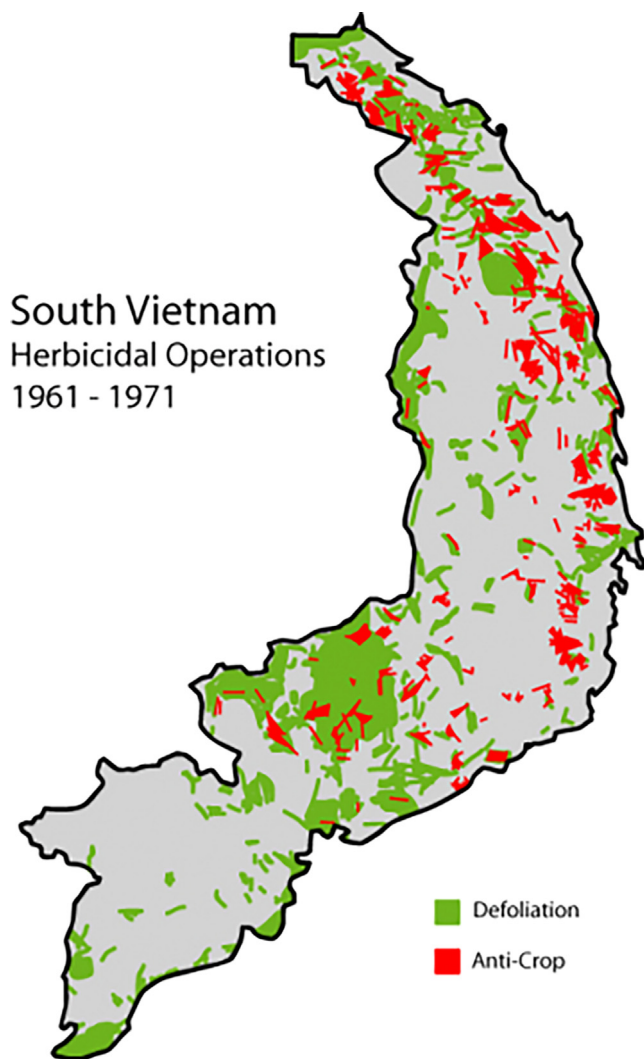 South Vietnam
Herbicidal Operations
1961 - 1971
Defoliation
Anti-Crop